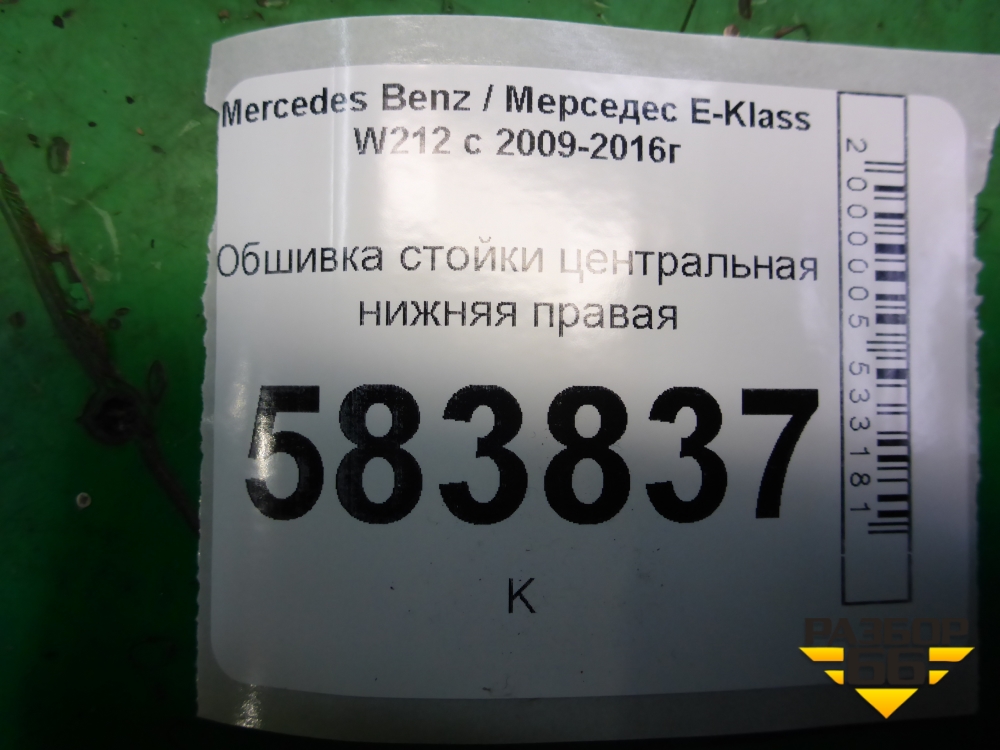 Mercedes Benz / Мерседес E-Klass
W212 с 2009-2016г
Обшивка стойки центральная
нижняя правая
583837
К
2000005533181
РАЗБОР
66